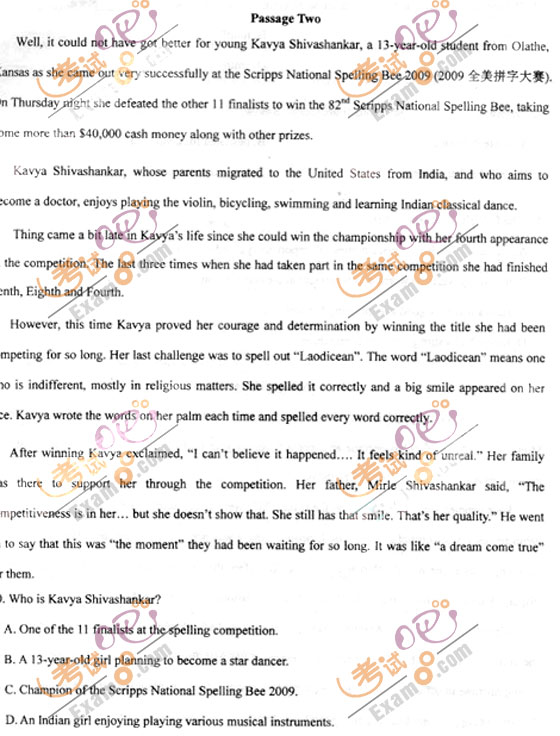 Passage Two
Well, it could not have got better for young Kavya Shivashankar, a 13-year-old student from Olathe,
ansas as she came out very successfully at the Scripps National Spelling Bee 2009 (2009 全美拼字大賽).
n Thursday night she defeated the other 11 finalists to win the 82nd Scripps National Spelling Bee, taking
ome more than $40,000 cash money along with other prizes.
Kavya Shivashankar, whose parents migrated to the United States from India, and who aims to
ecome a doctor, enjoys playing the violin, bicycling, swimming and learning Indian classical dance.
Thing came a bit late in Kavya's life since she could win the championship with her fourth appearance
the competition. The last three times when she had taken part in the same competition she had finished
enth, Eighth and Fourth.
However, this time Kavya proved her courage and determination by winning the title she had been
mpeting for so long. Her last challenge was to spell out “Laodicean”. The word “Laodicean” means one
ho is indifferent, mostly in religious matters. She spelled it correctly and a big smile appeared on her
ce. Kavya wrote the words on her palm each time and spelled every word correctly.
After winning Kavya exclaimed, “I can't believe it happened…. It feels kind of unreal.” Her family
as there to support her through the competition. Her father, Mirle Shivashankar said, “The
mpetitiveness is in her… but she doesn't show that. She still has that smile. That's her quality.” He went
to say that this was “the moment” they had been waiting for so long. It was like “a dream come true”
r them.
. Who is Kavya Shivashankar?
A. One of the 11 finalists at the spelling competition.
B. A 13-year-old girl planning to become a star dancer.
C. Champion of the Scripps National Spelling Bee 2009.
D. An Indian girl enjoying playing various musical instruments.